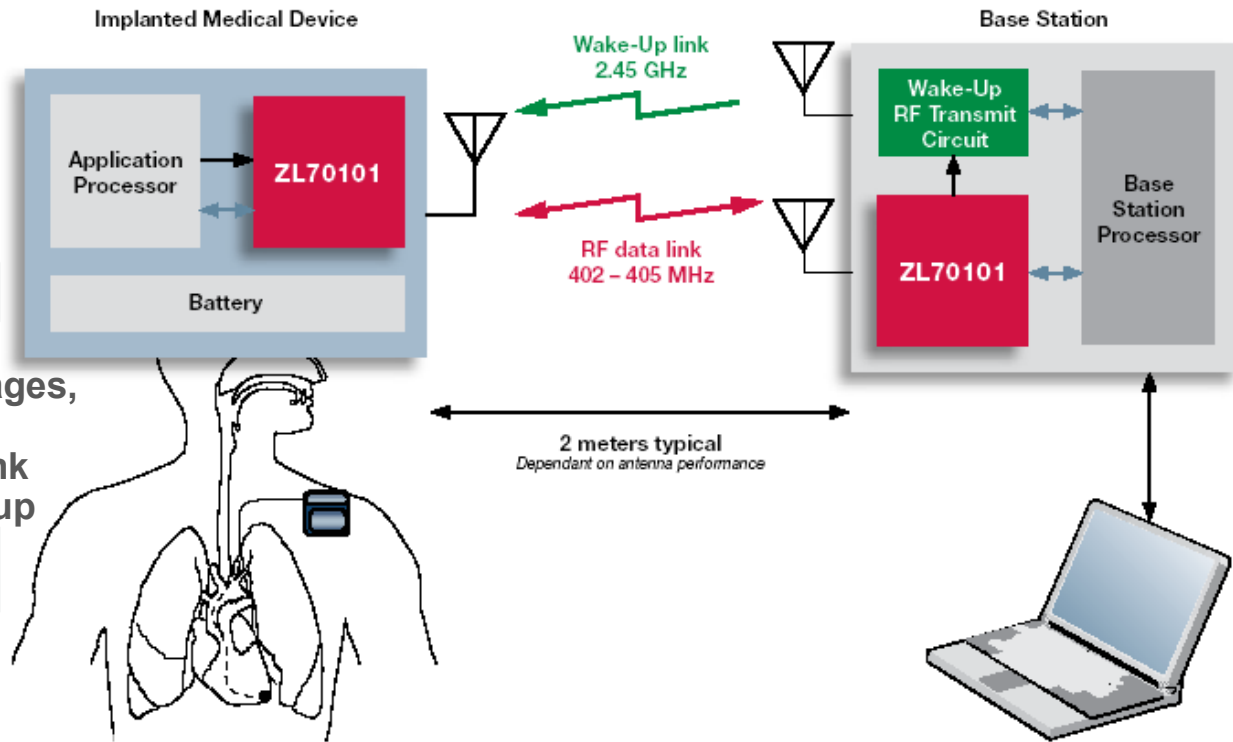 Implanted Medical Device
Base Station
Wake-Up link
2.45 GHz
Wake-Up
RF Transmit
Circuit
Application
Processor
ZL70101
Base
Station
Processor
RF data link
402 – 405 MHz
ZL70101
Battery
ages,
nk
up
2 meters typical
Dependant on antenna performance